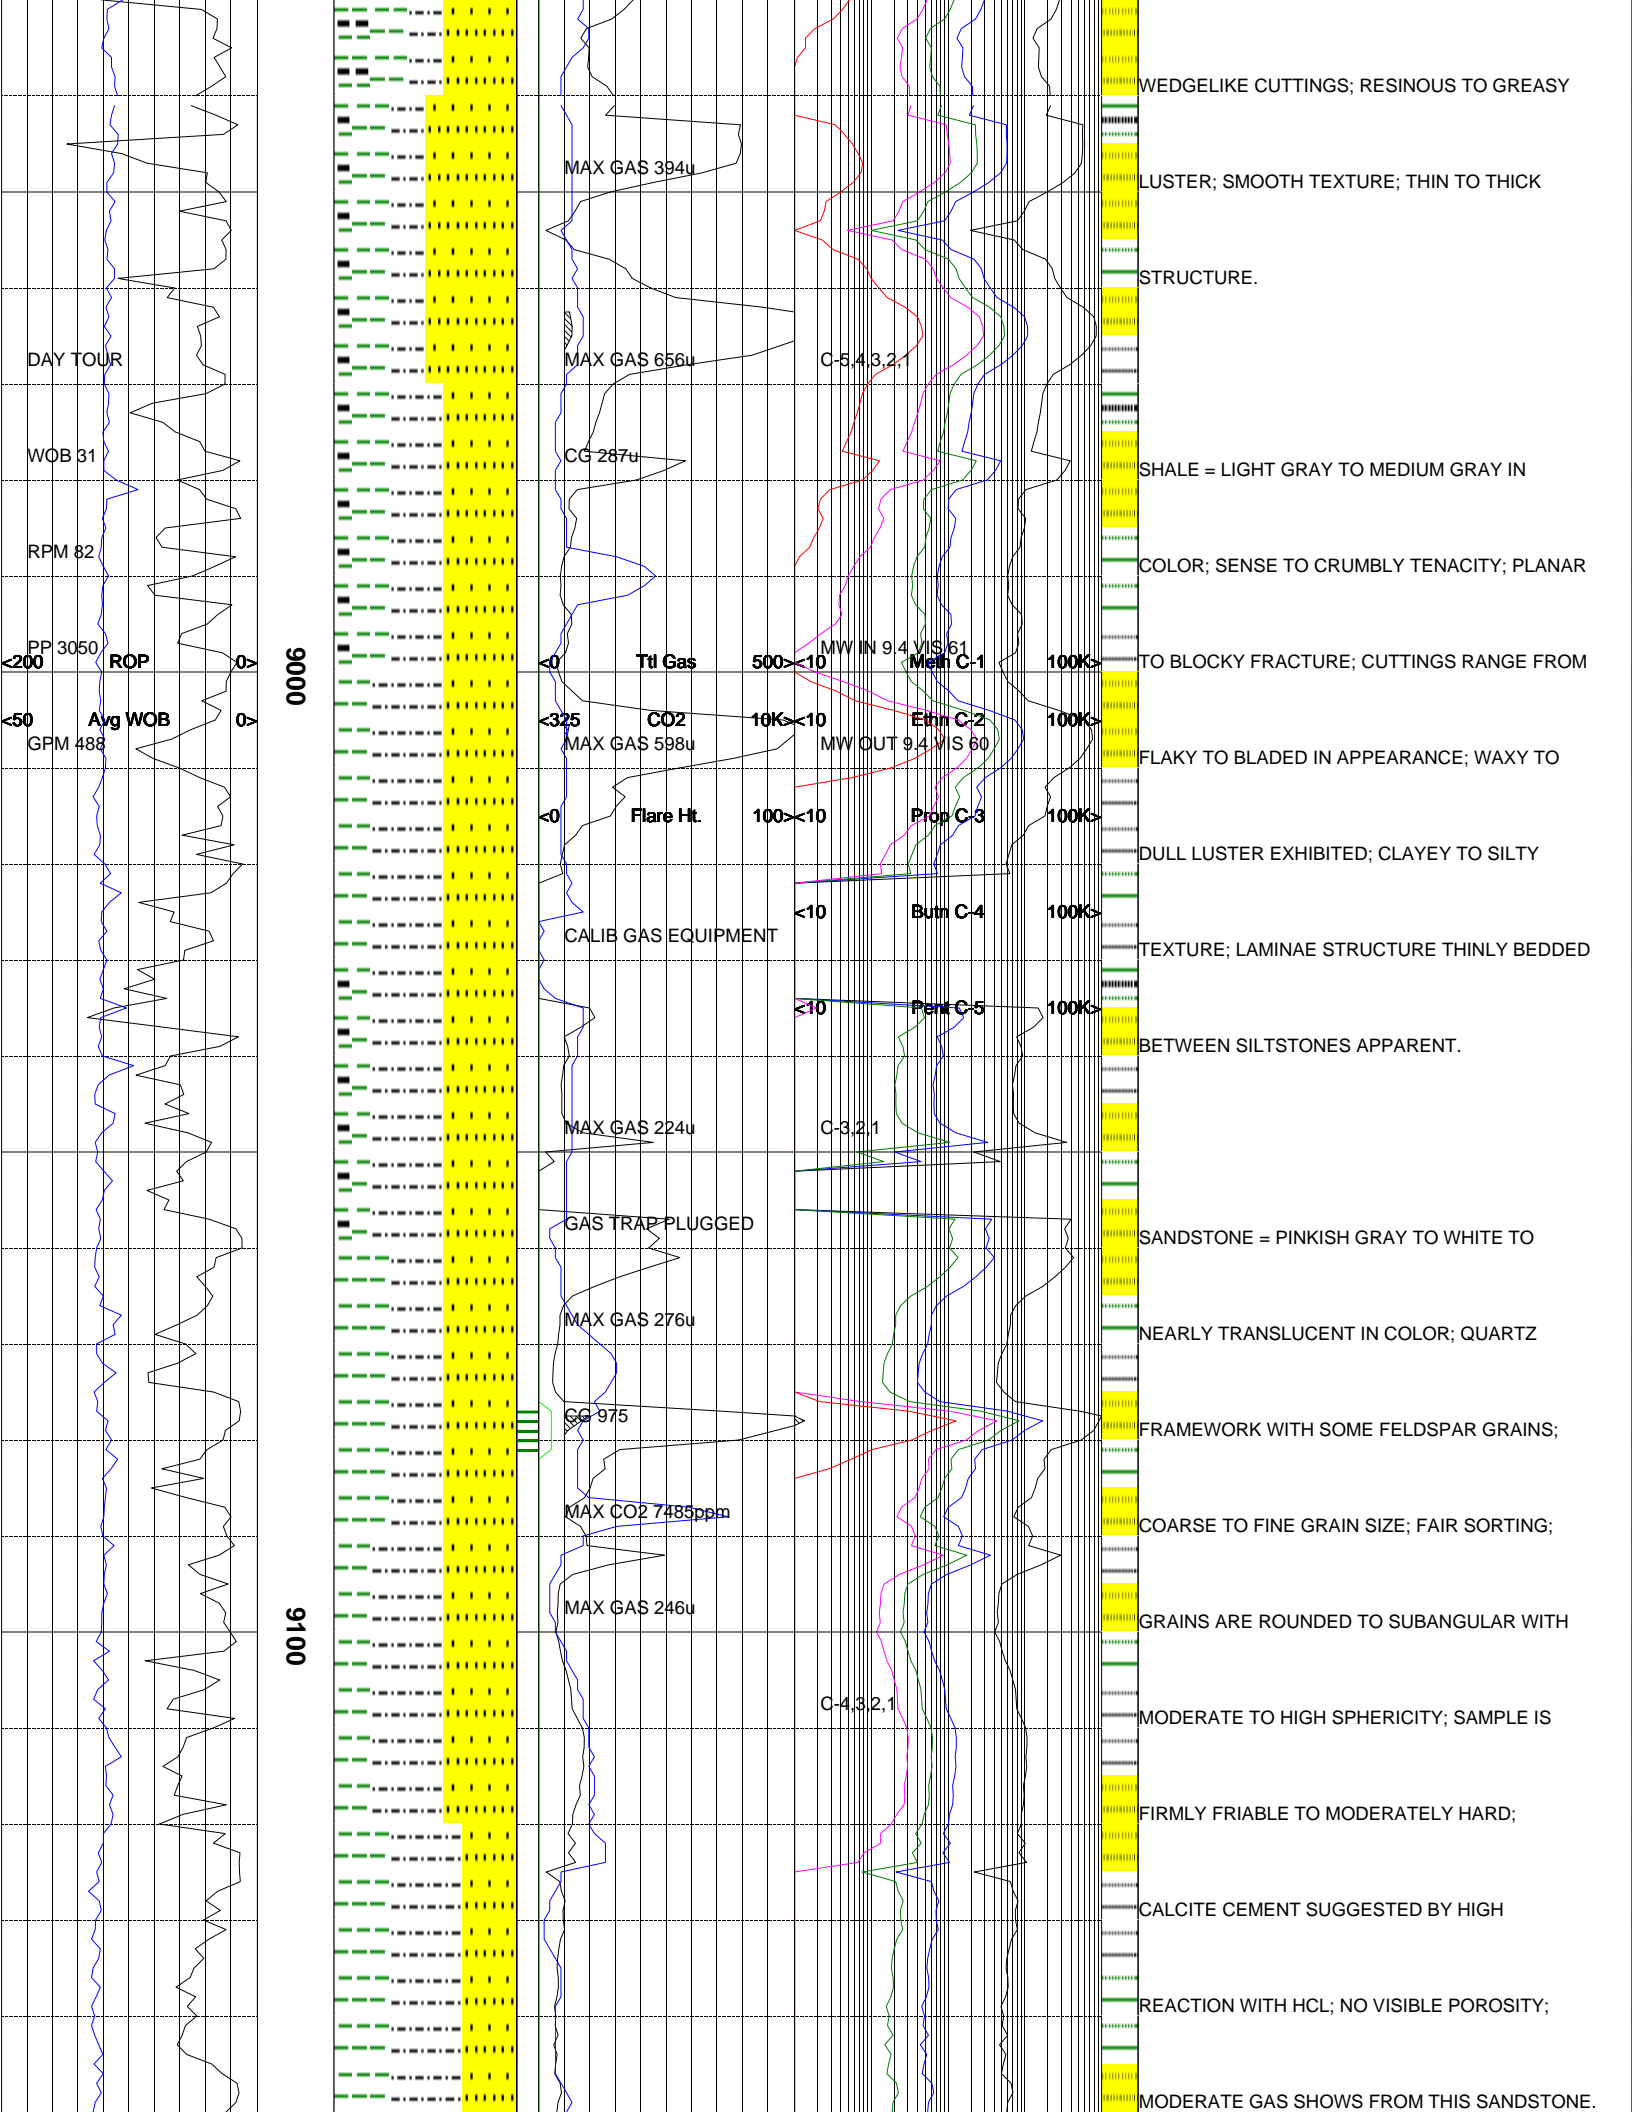 WEDGELIKE CUTTINGS; RESINOUS TO GREASY
MAX GAS 394u
LUSTER; SMOOTH TEXTURE; THIN TO THICK
STRUCTURE.
DAY TOUR
MAX GAS 656u
C-5,4,3,2,1
WOB 31
CG 287u
SHALE = LIGHT GRAY TO MEDIUM GRAY IN
RPM 82
COLOR; SENSE TO CRUMBLY TENACITY; PLANAR
PP 3050
MW IN 9.4 VIS 61
<200 ROP 0>
9000
<0 Ttl Gas 500>
<10 Meth C-1 100K>
TO BLOCKY FRACTURE; CUTTINGS RANGE FROM
<50 Avg WOB 0>
<325 CO2 10K>
<10 Ethn C-2 100K>
GPM 488
MAX GAS 598u
MW OUT 9.4 VIS 60
FLAKY TO BLADED IN APPEARANCE; WAXY TO
<0 Flare Ht. 100>
<10 Prop C-3 100K>
DULL LUSTER EXHIBITED; CLAYEY TO SILTY
<10 Butn C-4 100K>
CALIB GAS EQUIPMENT
TEXTURE; LAMINAE STRUCTURE THINLY BEDDED
<10 Pent C-5 100K>
BETWEEN SILTSTONES APPARENT.
MAX GAS 224u
C-3,2,1
GAS TRAP PLUGGED
SANDSTONE = PINKISH GRAY TO WHITE TO
MAX GAS 276u
NEARLY TRANSLUCENT IN COLOR; QUARTZ
CG 975
FRAMEWORK WITH SOME FELDSPAR GRAINS;
MAX CO2 7485ppm
COARSE TO FINE GRAIN SIZE; FAIR SORTING;
MAX GAS 246u
9100
GRAINS ARE ROUNDED TO SUBANGULAR WITH
C-4,3,2,1
MODERATE TO HIGH SPHERICITY; SAMPLE IS
FIRMLY FRIABLE TO MODERATELY HARD;
CALCITE CEMENT SUGGESTED BY HIGH
REACTION WITH HCL; NO VISIBLE POROSITY;
MODERATE GAS SHOWS FROM THIS SANDSTONE.